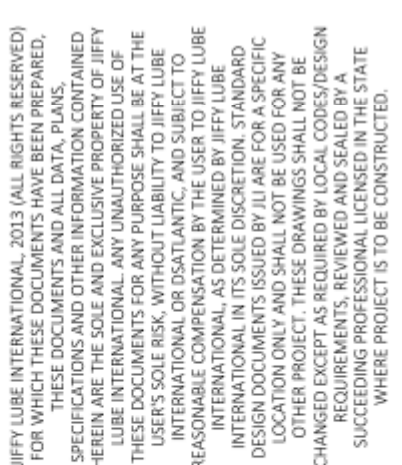 JIFFY LUBE INTERNATIONAL, 2013 (ALL RIGHTS RESERVED)
FOR WHICH THESE DOCUMENTS HAVE BEEN PREPARED,
THESE DOCUMENTS AND ALL DATA, PLANS,
SPECIFICATIONS AND OTHER INFORMATION CONTAINED
HEREIN ARE THE SOLE AND EXCLUSIVE PROPERTY OF JIFFY
LUBE INTERNATIONAL. ANY UNAUTHORIZED USE OF
THESE DOCUMENTS FOR ANY PURPOSE SHALL BE AT THE
USER'S SOLE RISK, WITHOUT LIABILITY TO JIFFY LUBE
INTERNATIONAL OR DSATLANTIC, AND SUBJECT TO
REASONABLE COMPENSATION BY THE USER TO JIFFY LUBE
INTERNATIONAL, AS DETERMINED BY JIFFY LUBE
INTERNATIONAL IN ITS SOLE DISCRETION. STANDARD
DESIGN DOCUMENTS ISSUED BY JLI ARE FOR A SPECIFIC
LOCATION ONLY AND SHALL NOT BE USED FOR ANY
OTHER PROJECT. THESE DRAWINGS SHALL NOT BE
CHANGED EXCEPT AS REQUIRED BY LOCAL CODES/DESIGN
REQUIREMENTS, REVIEWED AND SEALED BY A
SUCCEEDING PROFESSIONAL LICENSED IN THE STATE
WHERE PROJECT IS TO BE CONSTRUCTED.